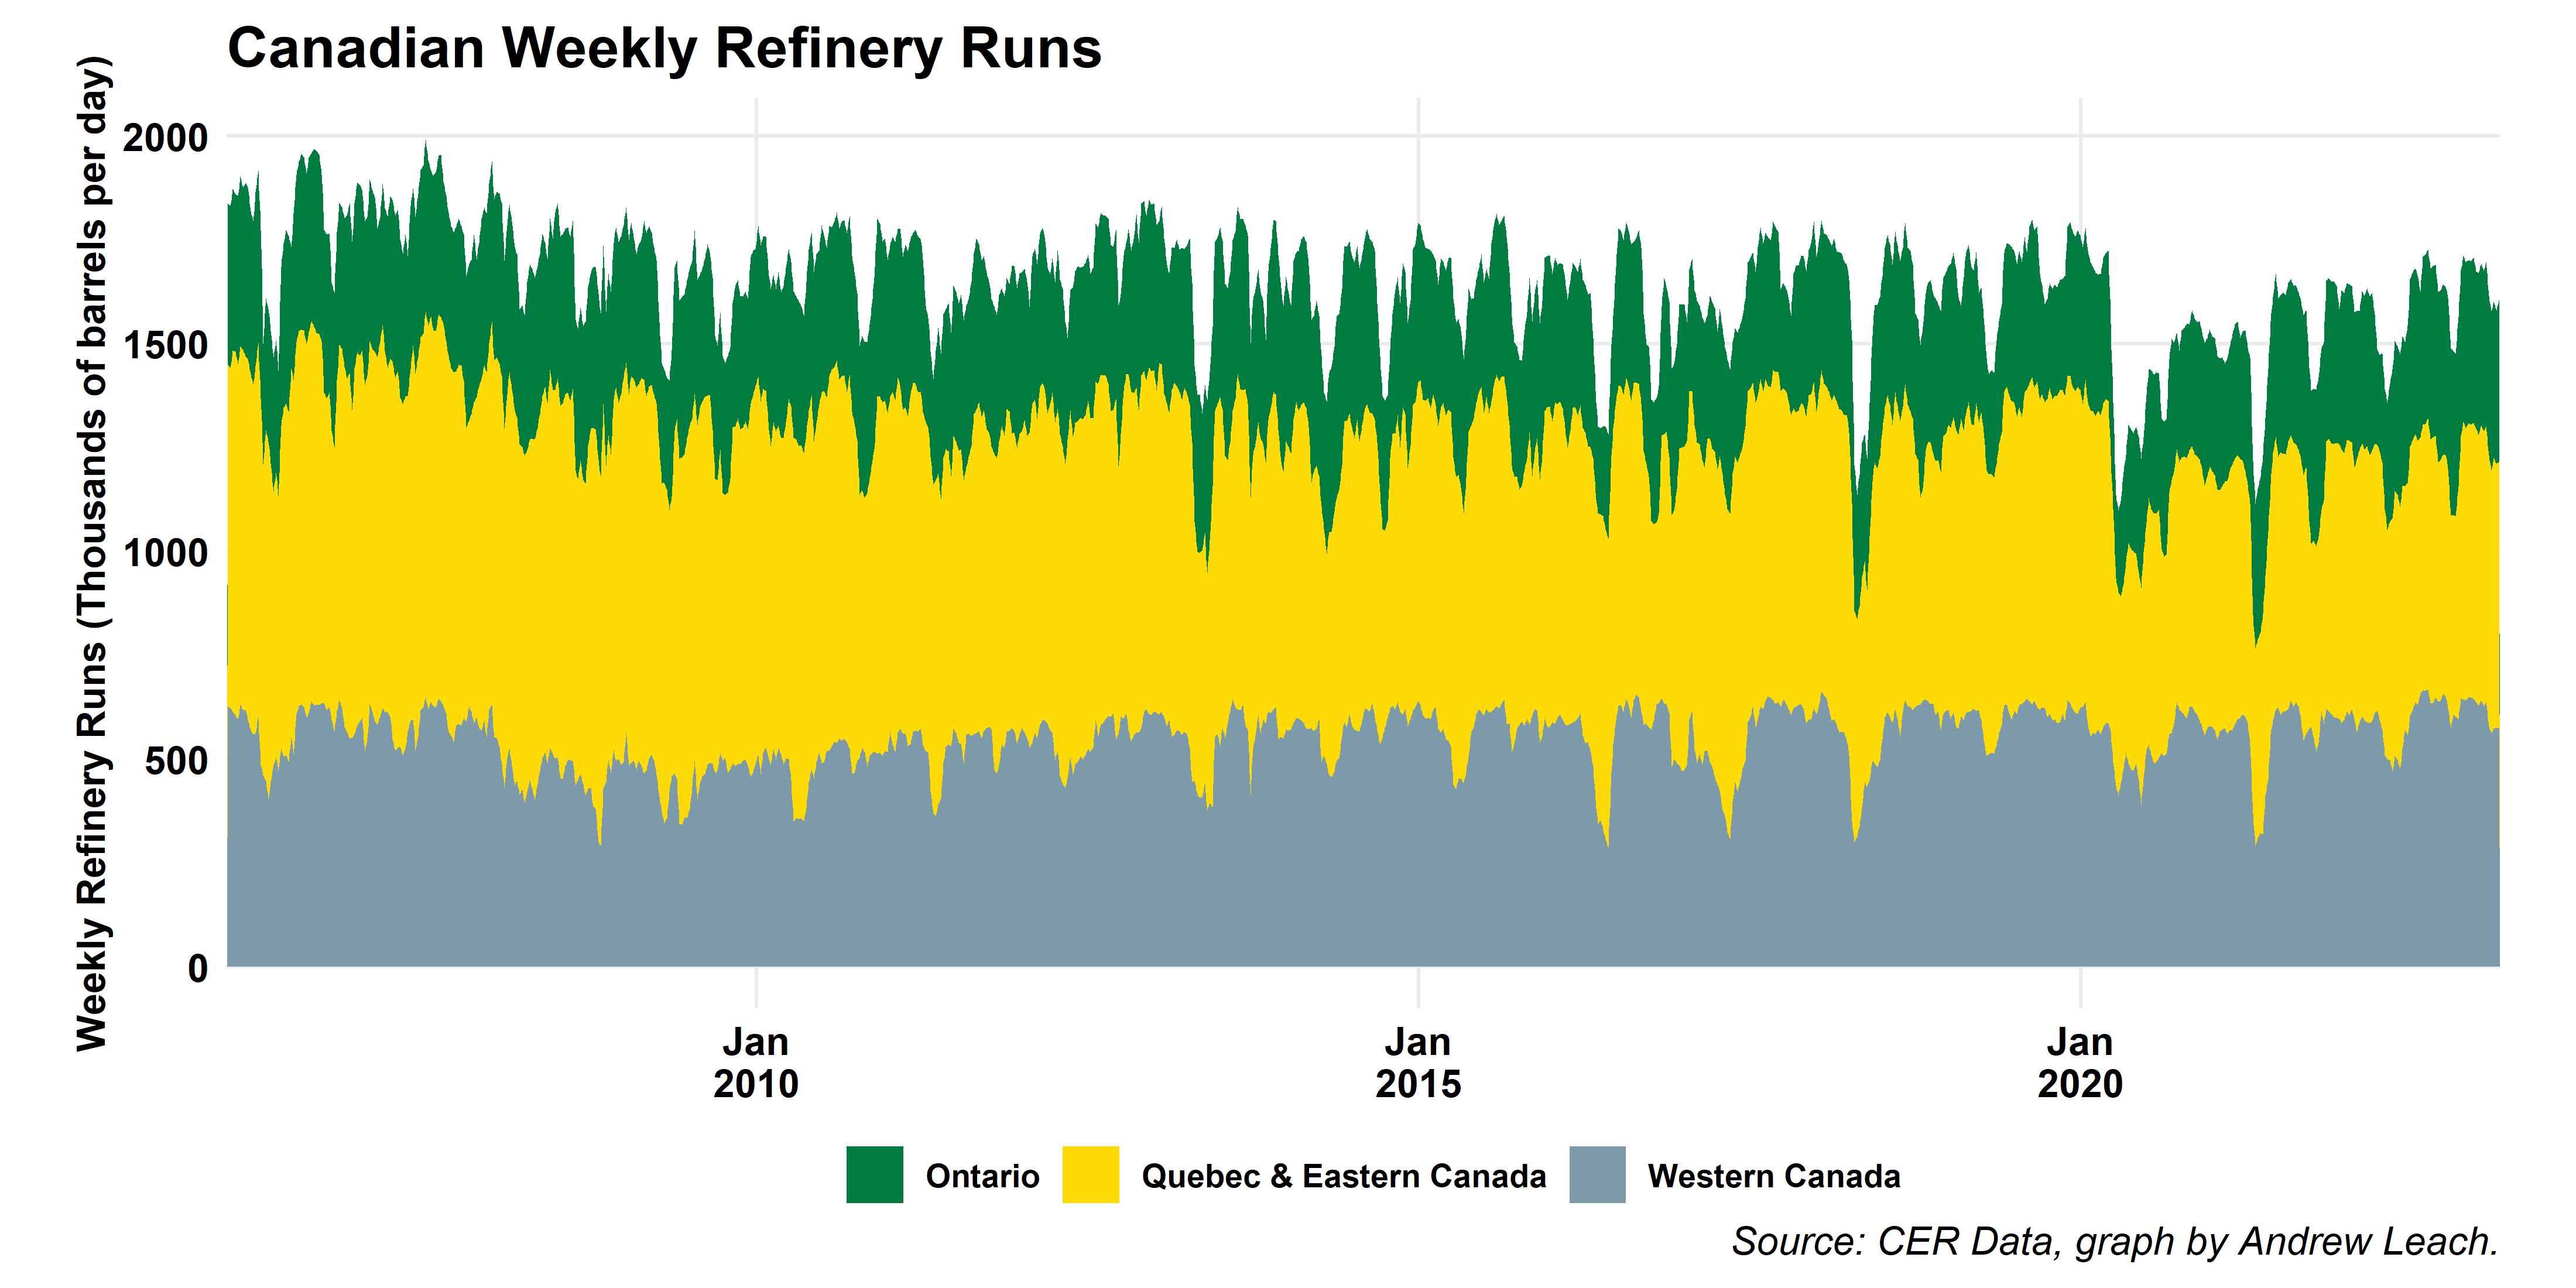 Canadian Weekly Refinery Runs
Weekly Refinery Runs (Thousands of barrels per day)
2000
1500
1000
500
0
Jan
2010
Jan
2015
Jan
2020
Ontario
Quebec & Eastern Canada
Western Canada
Source: CER Data, graph by Andrew Leach.